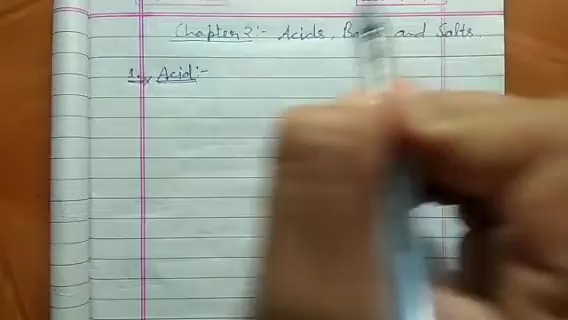 Chapter 2:- Acids, and Salts.
1. Acid:-